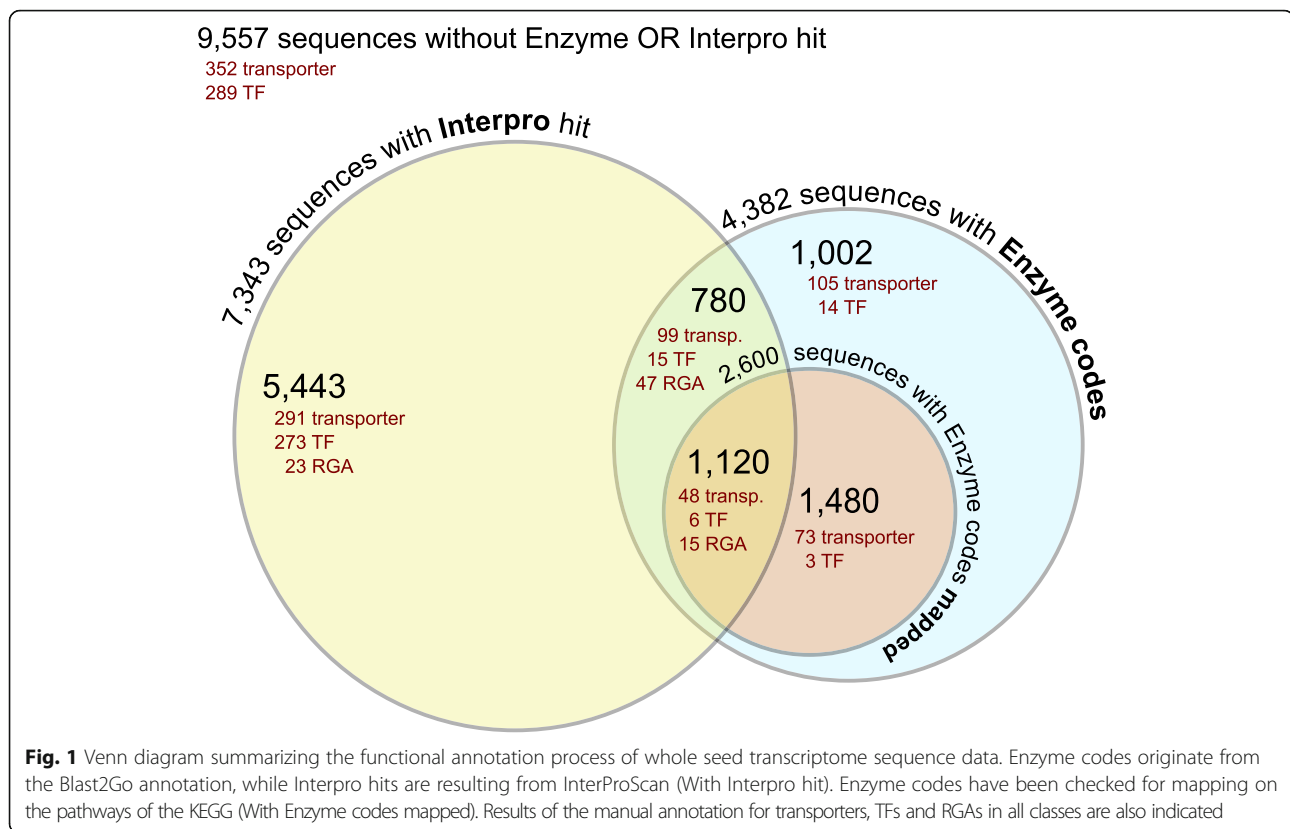 9,557 sequences without Enzyme OR Interpro hit
352 transporter
289 TF
7,343 sequences with Interpro hit
4,382 sequences with Enzyme codes
1,002
105 transporter
14 TF
780
99 transp.
15 TF
47 RGA
2,600 sequences with Enzyme codes mapped
5,443
291 transporter
273 TF
23 RGA
1,120
48 transp.
6 TF
15 RGA
1,480
73 transporter
3 TF
Fig. 1 Venn diagram summarizing the functional annotation process of whole seed transcriptome sequence data. Enzyme codes originate from
the Blast2Go annotation, while Interpro hits are resulting from InterProScan (With Interpro hit). Enzyme codes have been checked for mapping on
the pathways of the KEGG (With Enzyme codes mapped). Results of the manual annotation for transporters, TFs and RGAs in all classes are also indicated